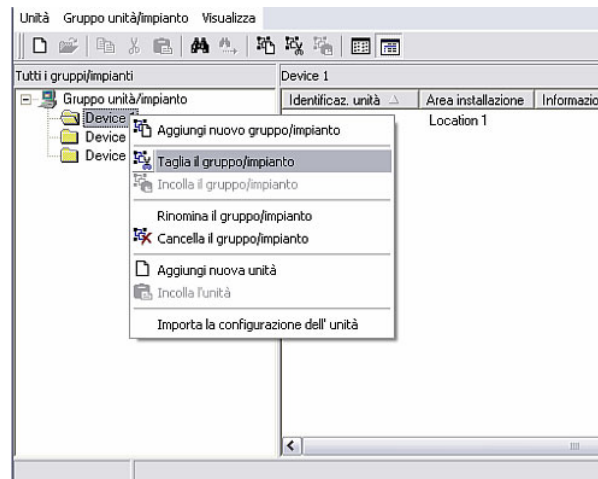 Unità Gruppo unità/impianto Visualizza
Tutti i gruppi/impianti
Device 1
Gruppo unità/impianto
Identificaz. unità
Area installazione
Informazio
Device
Location 1
Aggiungi nuovo gruppo/impianto
Device
Device
Taglia il gruppo/impianto
Incolla il gruppo/impianto
Rinomina il gruppo/impianto
Cancella il gruppo/impianto
Aggiungi nuova unità
Incolla l'unità
Importa la configurazione dell' unità